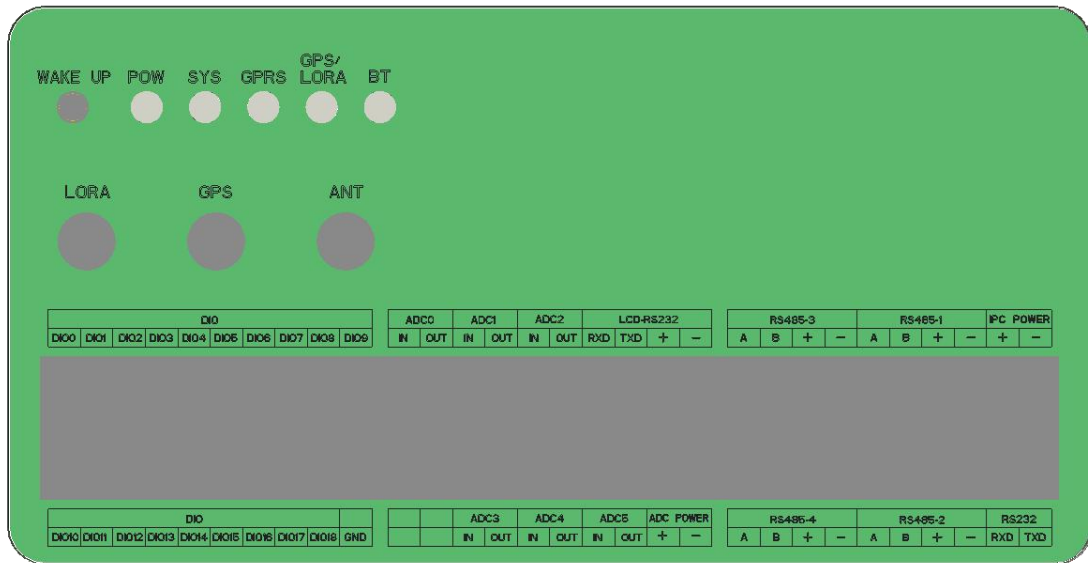 GPS/
WAKE UP POW SYS GPRS LORA BT
LORA GPS ANT
DIO ADC0 ADC1 ADC2 LCD-RS232 RS485-3 RS485-1 IPC POWER
DIO0 DIO1 DIO2 DIO3 DIO4 DIO5 DIO6 DIO7 DIO8 DIO9 IN OUT IN OUT IN OUT RXD TXD + - A B + - A B + - + -
DIO ADC3 ADC4 ADC5 ADC POWER RS485-4 RS485-2 RS232
DIO10 DIO11 DIO12 DIO13 DIO14 DIO15 DIO16 DIO17 DIO18 GND IN OUT IN OUT IN OUT + - A B + - A B + - RXD TXD